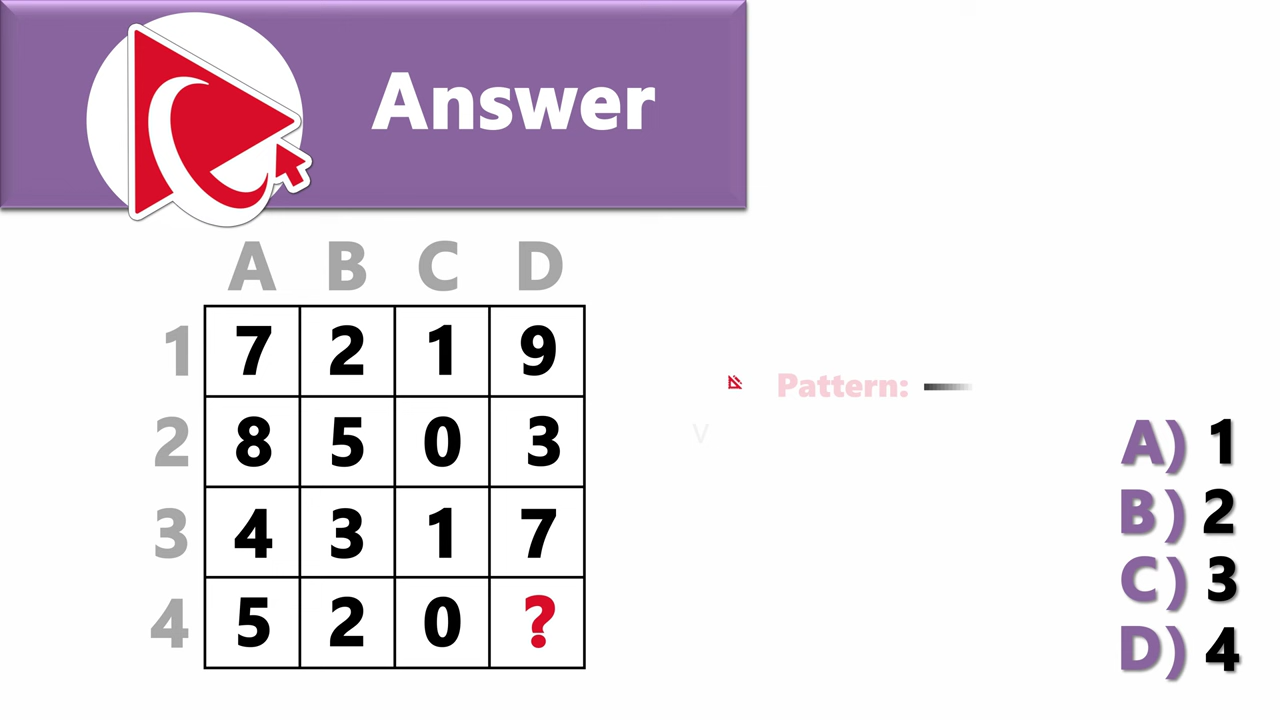 Answer
A B C D
1 7 2 1 9
2 8 5 0 3
3 4 3 1 7
4 5 2 0 ?
Pattern:
V
A) 1
B) 2
C) 3
D) 4